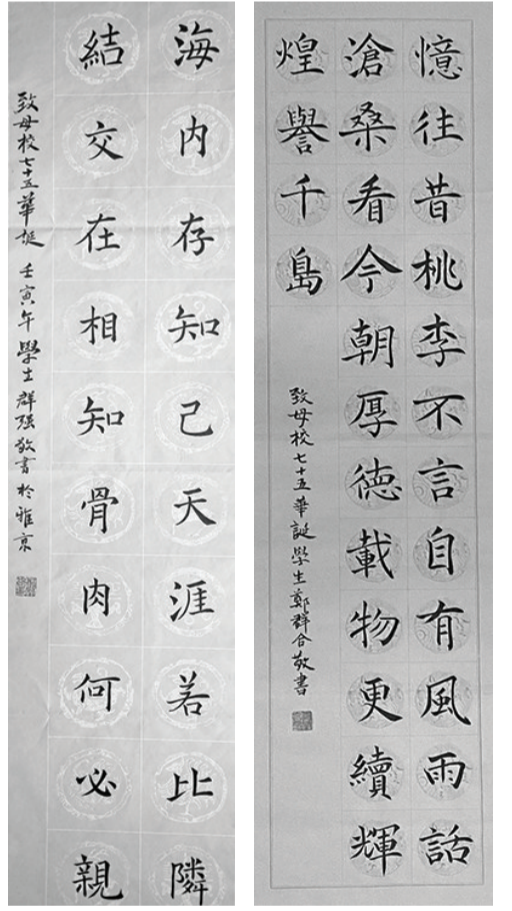 憶往昔桃李不言自有風雨話
滄桑看今朝厚德載物更續輝
煌譽千島
致母校七十五華誕學生鄭群合敬書
海内存知己天涯若比隣
結交在相知骨肉何必親
致母校七十五華誕 壬寅年學生群强敬書於雅京